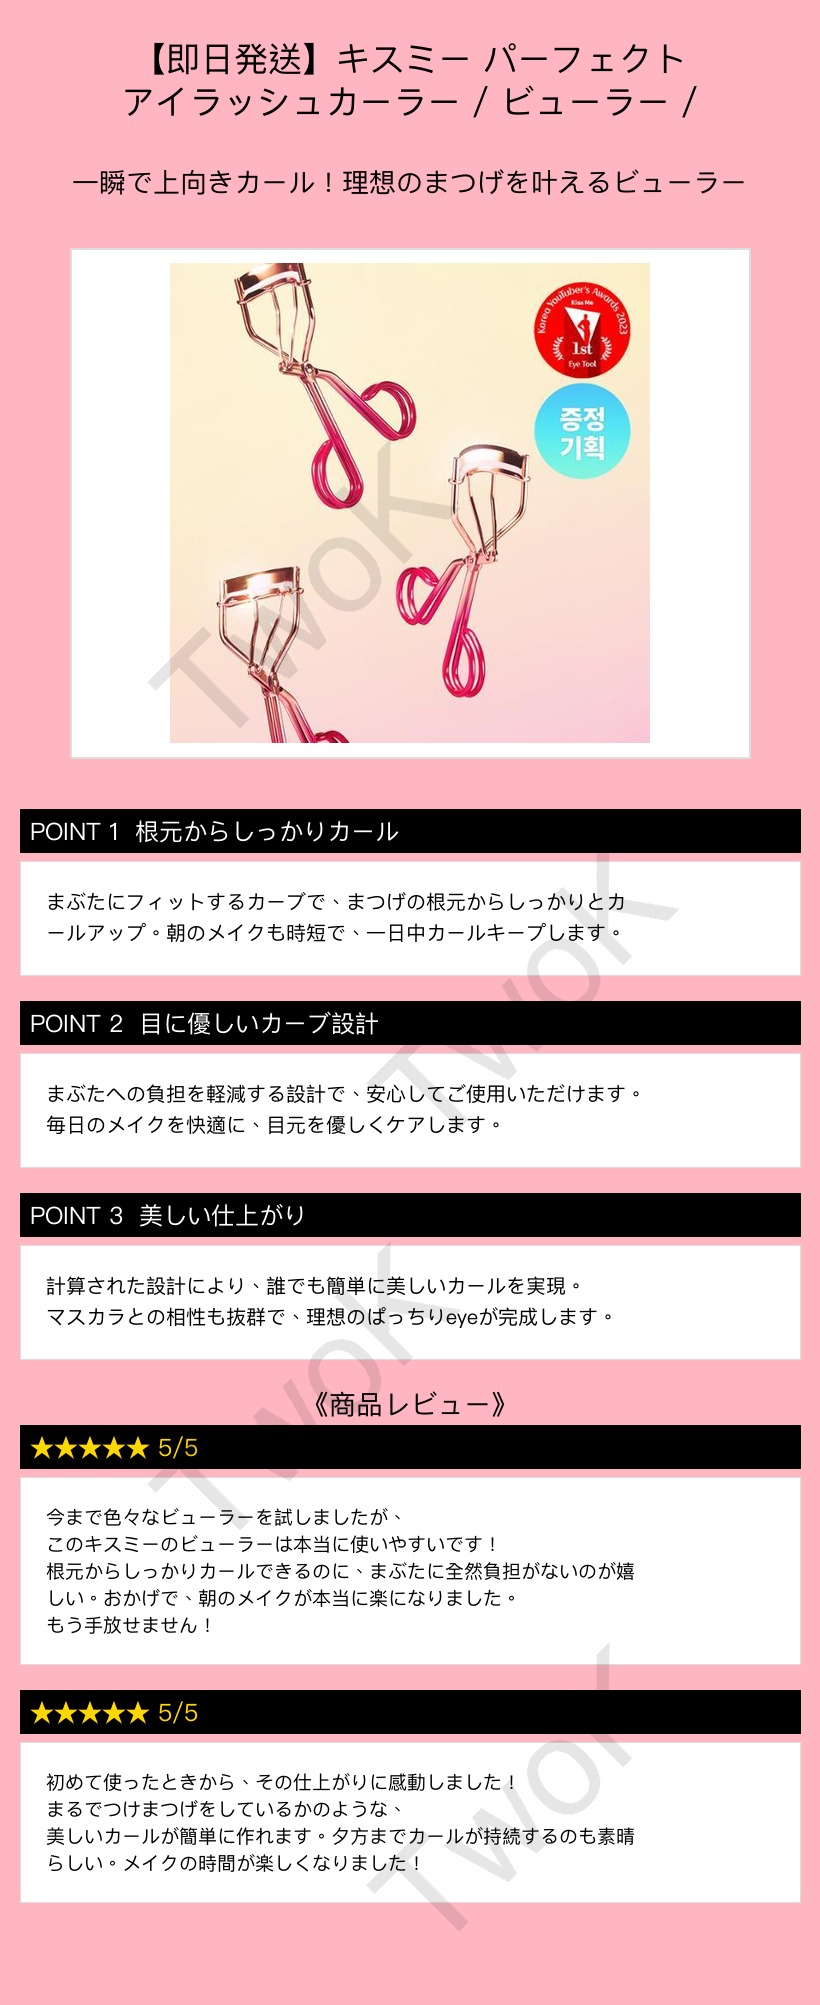 【即日発送】キスミー パーフェクト
アイラッシュカーラー / ビューラー /
一瞬で上向きカール！理想のまつげを叶えるビューラー
Korea YouTuber's Awards 2023
Kiss Me
1st
Eye Tool
증정
기획
TwoK
POINT 1 根元からしっかりカール
まぶたにフィットするカーブで、まつげの根元からしっかりとカ
ールアップ。朝のメイクも時短で、一日中カールキープします。
TwoK
POINT 2 目に優しいカーブ設計
まぶたへの負担を軽減する設計で、安心してご使用いただけます。
毎日のメイクを快適に、目元を優しくケアします。
POINT 3 美しい仕上がり
計算された設計により、誰でも簡単に美しいカールを実現。
マスカラとの相性も抜群で、理想のぱっちりeyeが完成します。
TwoK
《商品レビュー》
★★★★★ 5/5
今まで色々なビューラーを試しましたが、
このキスミーのビューラーは本当に使いやすいです！
根元からしっかりカールできるのに、まぶたに全然負担がないのが嬉
しい。おかげで、朝のメイクが本当に楽になりました。
もう手放せません！
★★★★★ 5/5
初めて使ったときから、その仕上がりに感動しました！
まるでつけまつげをしているかのような、
美しいカールが簡単に作れます。夕方までカールが持続するのも素晴
らしい。メイクの時間が楽しくなりました！
TwoK